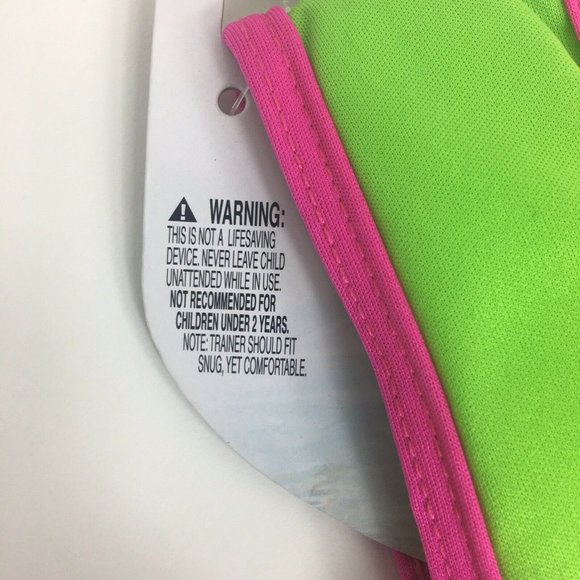 WARNING:
THIS IS NOT A LIFESAVING
DEVICE. NEVER LEAVE CHILD
UNATTENDED WHILE IN USE.
NOT RECOMMENDED FOR
CHILDREN UNDER 2 YEARS.
NOTE: TRAINER SHOULD FIT
SNUG, YET COMFORTABLE.